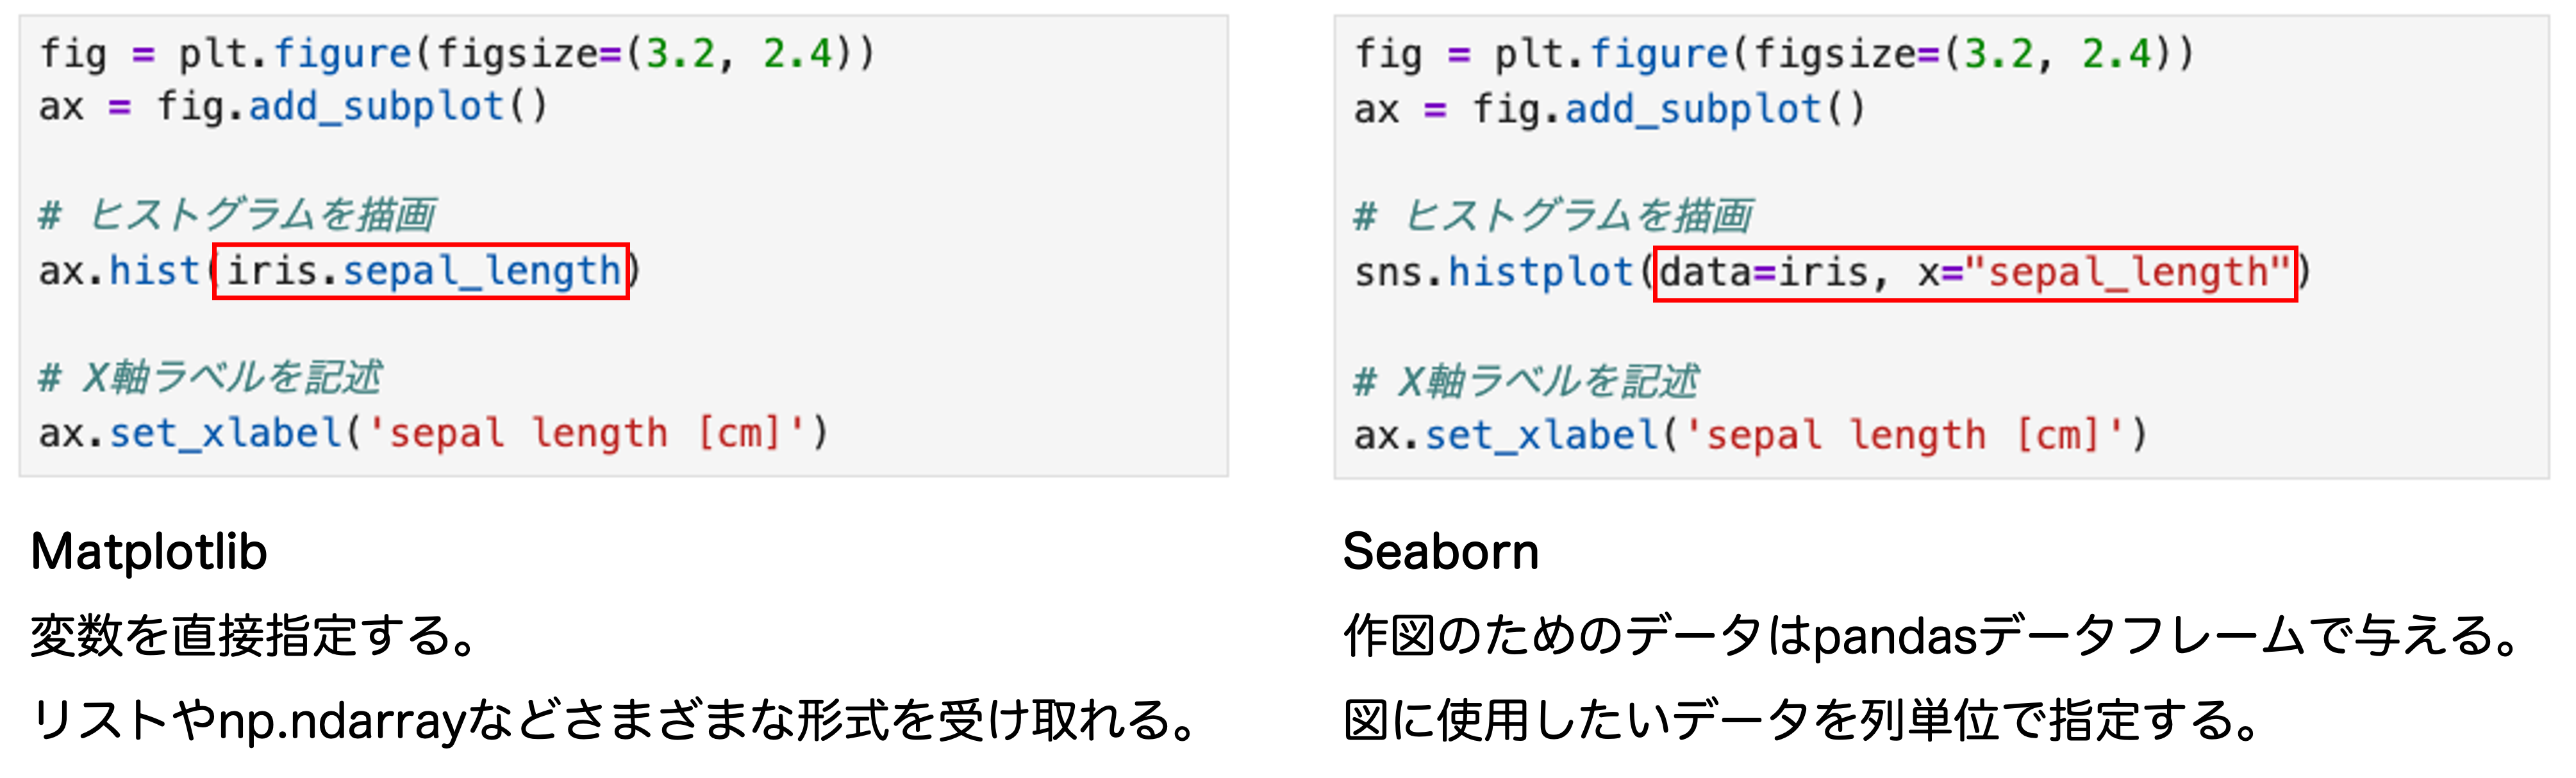 fig = plt.figure(figsize=(3.2, 2.4))
ax = fig.add_subplot()
# ヒストグラムを描画
ax.hist(iris.sepal_length)
# X軸ラベルを記述
ax.set_xlabel('sepal length [cm]')
Matplotlib
変数を直接指定する。
リストやnp.ndarrayなどさまざまな形式を受け取れる。
fig = plt.figure(figsize=(3.2, 2.4))
ax = fig.add_subplot()
# ヒストグラムを描画
sns.histplot(data=iris, x="sepal_length")
# X軸ラベルを記述
ax.set_xlabel('sepal length [cm]')
Seaborn
作図のためのデータはpandasデータフレームで与える。
図に使用したいデータを列単位で指定する。